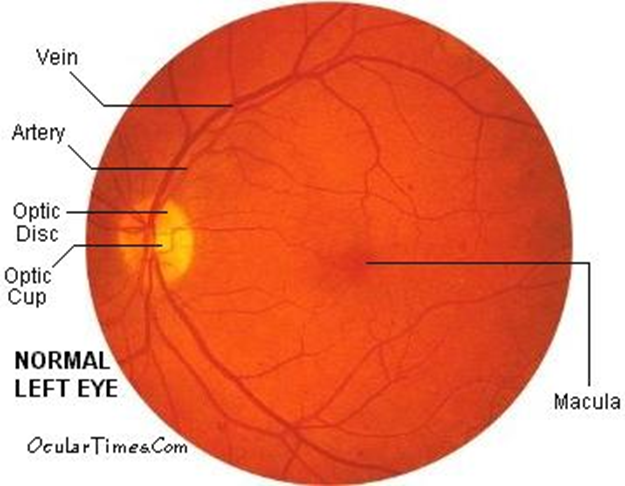 Vein
Artery
Optic
Disc
Optic
Cup
NORMAL
LEFT EYE
OcularTimes.Com
Macula